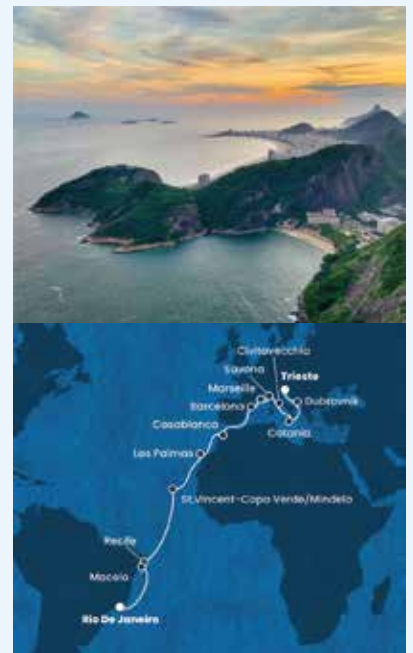 Civitavecchia
Savona
Trieste
Marseille
Dubrovnik
Barcelona
Catania
Casablanca
Las Palmas
St.Vincent-Capo Verde/Mindelo
Recife
Maceio
Rio De Janeiro